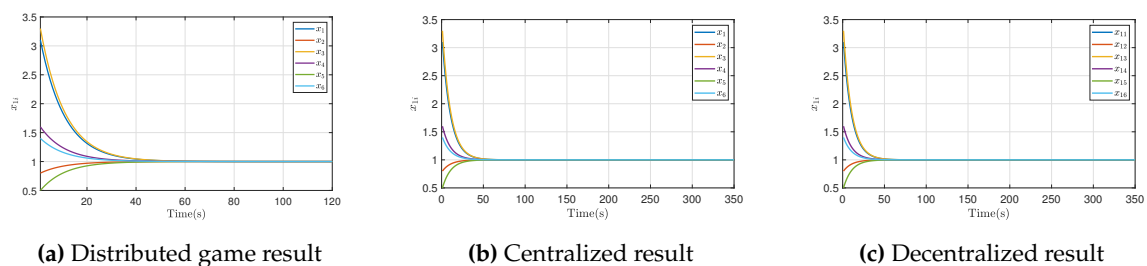 3.5
3
2.5
2
1.5
1
0.5
x₁ᵢ
20 40 60 80 100 120
Time(s)
x₁
x₂
x₃
x₄
x₅
x₆
(a) Distributed game result
3.5
3
2.5
2
1.5
1
0.5
x₁ᵢ
0 50 100 150 200 250 300 350
Time(s)
x₁
x₂
x₃
x₄
x₅
x₆
(b) Centralized result
3.5
3
2.5
2
1.5
1
0.5
x₁ᵢ
0 50 100 150 200 250 300 350
Time(s)
x₁₁
x₁₂
x₁₃
x₁₄
x₁₅
x₁₆
(c) Decentralized result